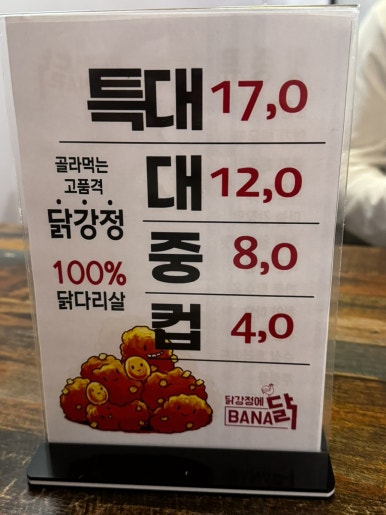 특대 17,0
대 12,0
중 8,0
컵 4,0
골라먹는
고품격
닭강정
100%
닭다리살
닭강정에
BANA닭